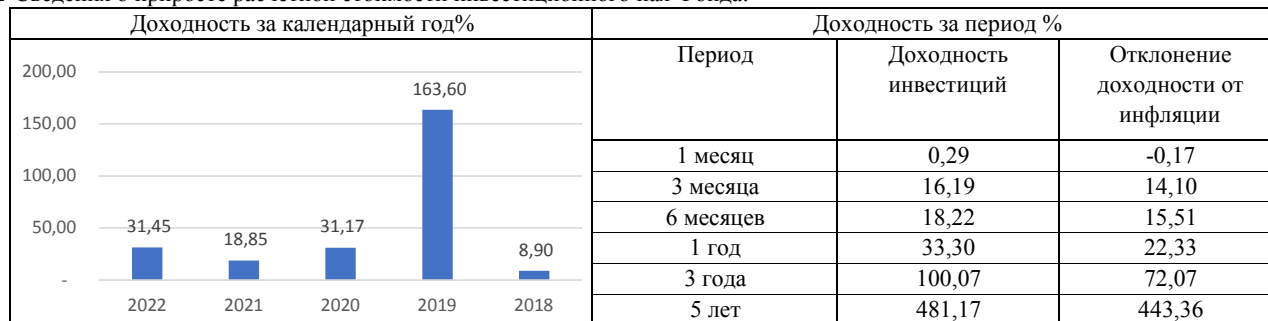 Доходность за календарный год%
200,00
150,00
100,00
50,00
-
31,45
18,85
31,17
163,60
8,90
2022 2021 2020 2019 2018
Доходность за период %
Период Доходность инвестиций Отклонение доходности от инфляции
1 месяц 0,29 -0,17
3 месяца 16,19 14,10
6 месяцев 18,22 15,51
1 год 33,30 22,33
3 года 100,07 72,07
5 лет 481,17 443,36